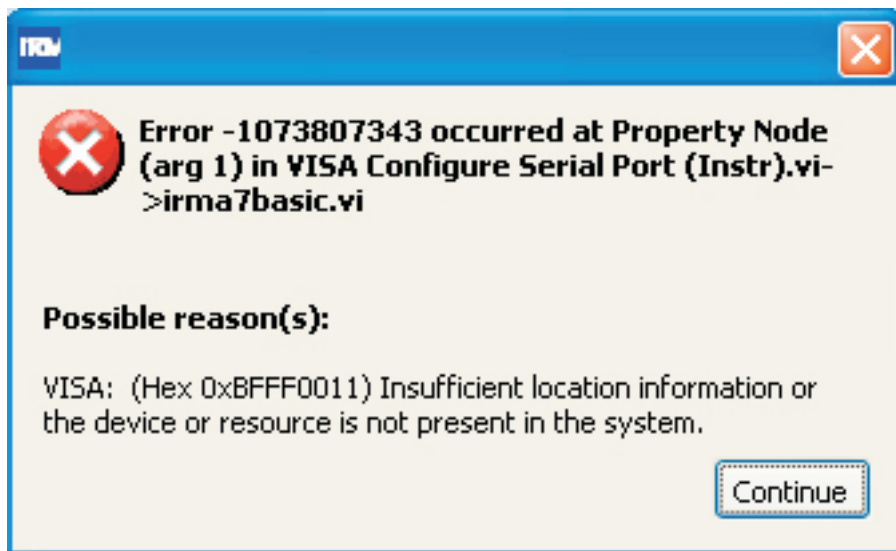 Error -1073807343 occurred at Property Node
(arg 1) in VISA Configure Serial Port (Instr).vi-
>irma7basic.vi
Possible reason(s):
VISA: (Hex 0xBFFF0011) Insufficient location information or
the device or resource is not present in the system.
Continue